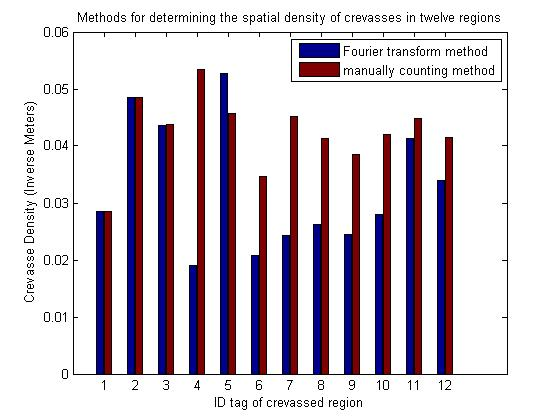 Methods for determining the spatial density of crevasses in twelve regions
Fourier transform method
manually counting method
Crevasse Density (Inverse Meters)
0.06
0.05
0.04
0.03
0.02
0.01
0
1 2 3 4 5 6 7 8 9 10 11 12
ID tag of crevassed region